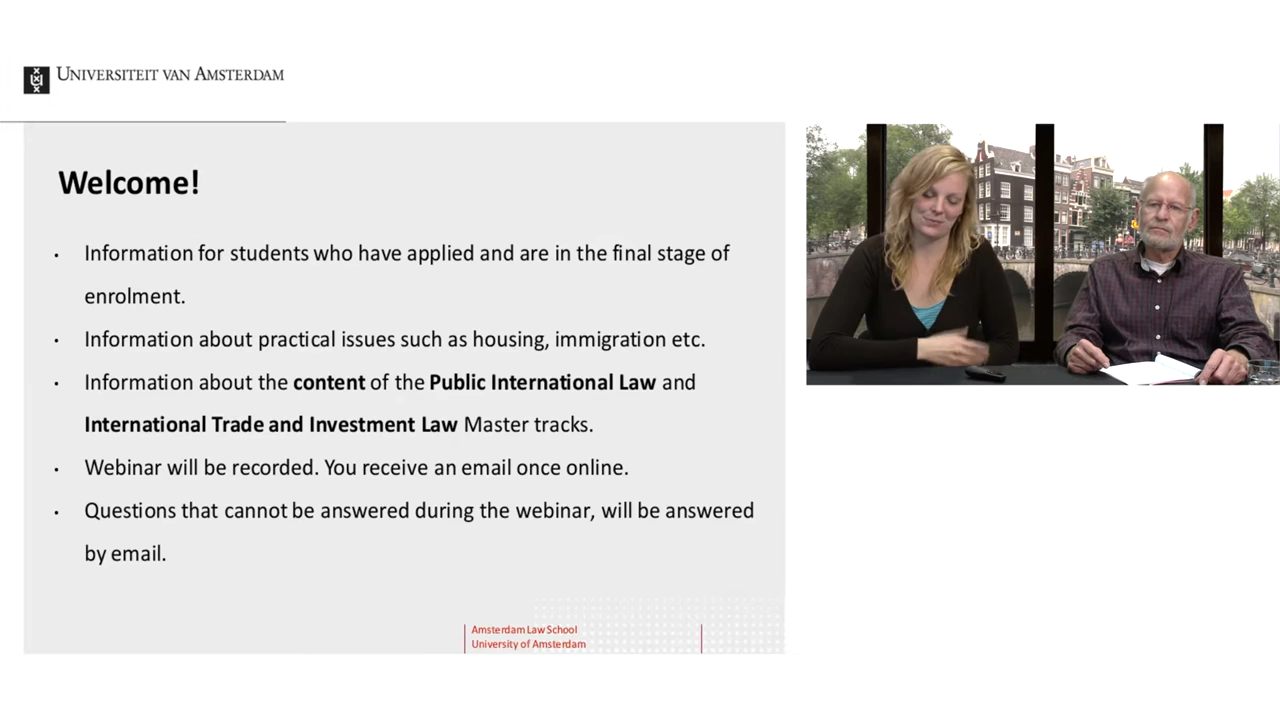 UNIVERSITEIT VAN AMSTERDAM
Welcome!
• Information for students who have applied and are in the final stage of
enrolment.
• Information about practical issues such as housing, immigration etc.
• Information about the content of the Public International Law and
International Trade and Investment Law Master tracks.
• Webinar will be recorded. You receive an email once online.
• Questions that cannot be answered during the webinar, will be answered
by email.
Amsterdam Law School
University of Amsterdam